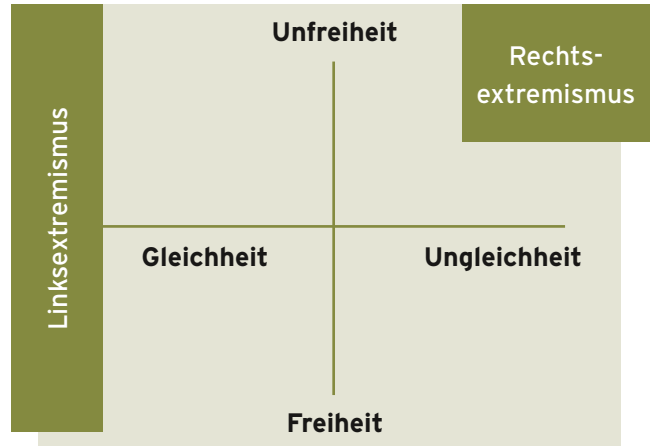 Unfreiheit
Rechts-
extremismus
Linksextremismus
Gleichheit
Ungleichheit
Freiheit